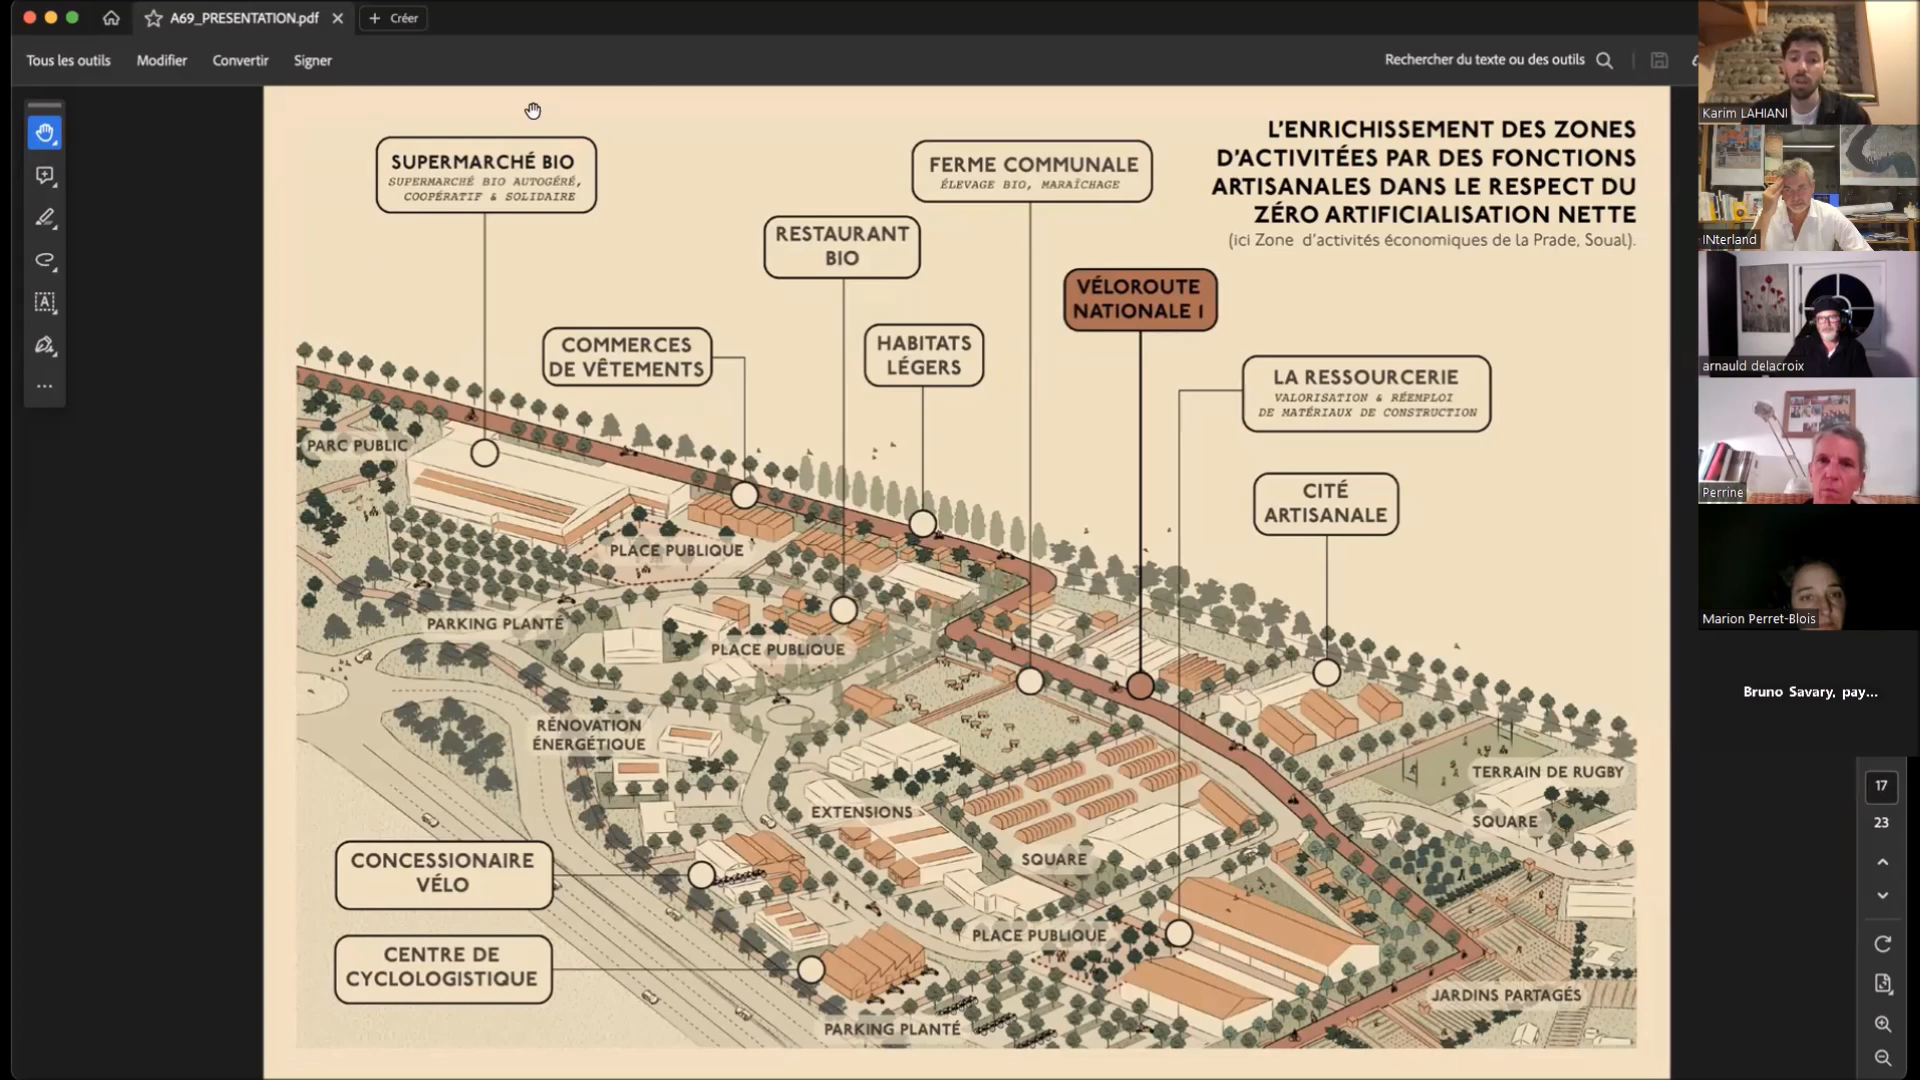 A69_PRESENTATION.pdf
Créer
Tous les outils
Modifier
Convertir
Signer
Rechercher du texte ou des outils
L'ENRICHISSEMENT DES ZONES
D'ACTIVITÉES PAR DES FONCTIONS
ARTISANALES DANS LE RESPECT DU
ZÉRO ARTIFICIALISATION NETTE
(ici Zone d'activités économiques de la Prade, Soual).
SUPERMARCHÉ BIO
SUPERMARCHÉ BIO AUTOGÉRÉ,
COOPÉRATIF & SOLIDAIRE
FERME COMMUNALE
ÉLEVAGE BIO, MARAÎCHAGE
RESTAURANT
BIO
VÉLOROUTE
NATIONALE 1
COMMERCES
DE VÊTEMENTS
HABITATS
LÉGERS
LA RESSOURCERIE
VALORISATION & RÉEMPLOI
DE MATÉRIAUX DE CONSTRUCTION
CITÉ
ARTISANALE
PARC PUBLIC
PLACE PUBLIQUE
PARKING PLANTÉ
PLACE PUBLIQUE
RÉNOVATION
ÉNERGÉTIQUE
TERRAIN DE RUGBY
EXTENSIONS
SQUARE
SQUARE
CONCESSIONAIRE
VÉLO
PLACE PUBLIQUE
CENTRE DE
CYCLOLOGISTIQUE
JARDINS PARTAGÉS
PARKING PLANTÉ
Karim LAHIANI
INterland
arnauld delacroix
Perrine
Marion Perret-Blois
Bruno Savary, pay...
17
23